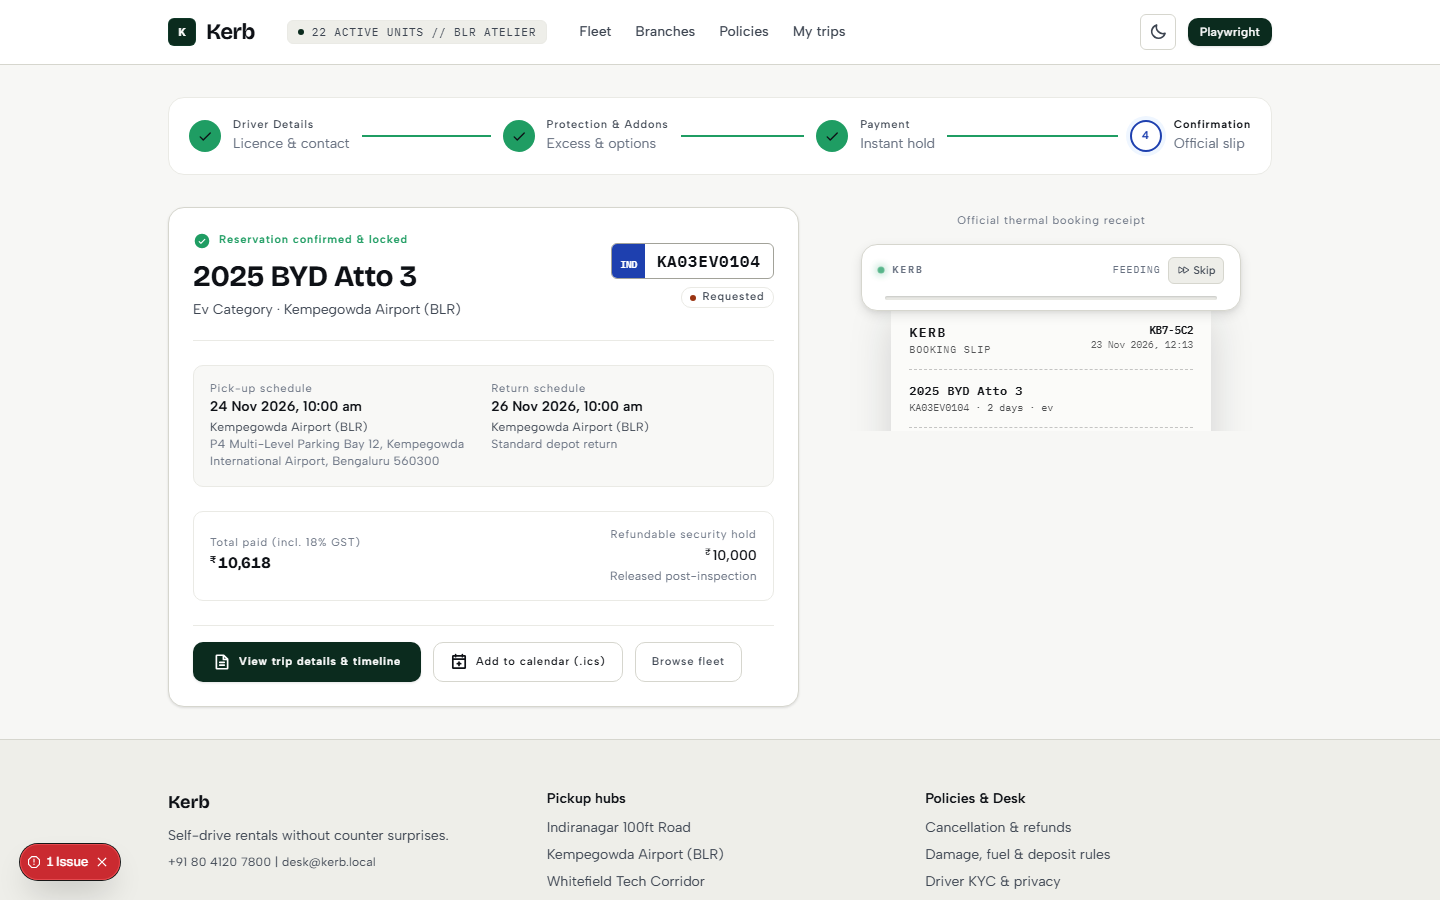 K Kerb
22 ACTIVE UNITS // BLR ATELIER
Fleet Branches Policies My trips
Playwright
Driver Details
Licence & contact
Protection & Addons
Excess & options
Payment
Instant hold
4
Confirmation
Official slip
Reservation confirmed & locked
2025 BYD Atto 3
Ev Category · Kempegowda Airport (BLR)
IND KA03EV0104
Requested
Pick-up schedule
24 Nov 2026, 10:00 am
Kempegowda Airport (BLR)
P4 Multi-Level Parking Bay 12, Kempegowda
International Airport, Bengaluru 560300
Return schedule
26 Nov 2026, 10:00 am
Kempegowda Airport (BLR)
Standard depot return
Total paid (incl. 18% GST)
₹10,618
Refundable security hold
₹10,000
Released post-inspection
View trip details & timeline
Add to calendar (.ics)
Browse fleet
Official thermal booking receipt
KERB
FEEDING
Skip
KERB
BOOKING SLIP
KB7-5C2
23 Nov 2026, 12:13
2025 BYD Atto 3
KA03EV0104 · 2 days · ev
Kerb
Self-drive rentals without counter surprises.
+91 80 4120 7800 | desk@kerb.local
Pickup hubs
Indiranagar 100ft Road
Kempegowda Airport (BLR)
Whitefield Tech Corridor
Policies & Desk
Cancellation & refunds
Damage, fuel & deposit rules
Driver KYC & privacy
1 Issue